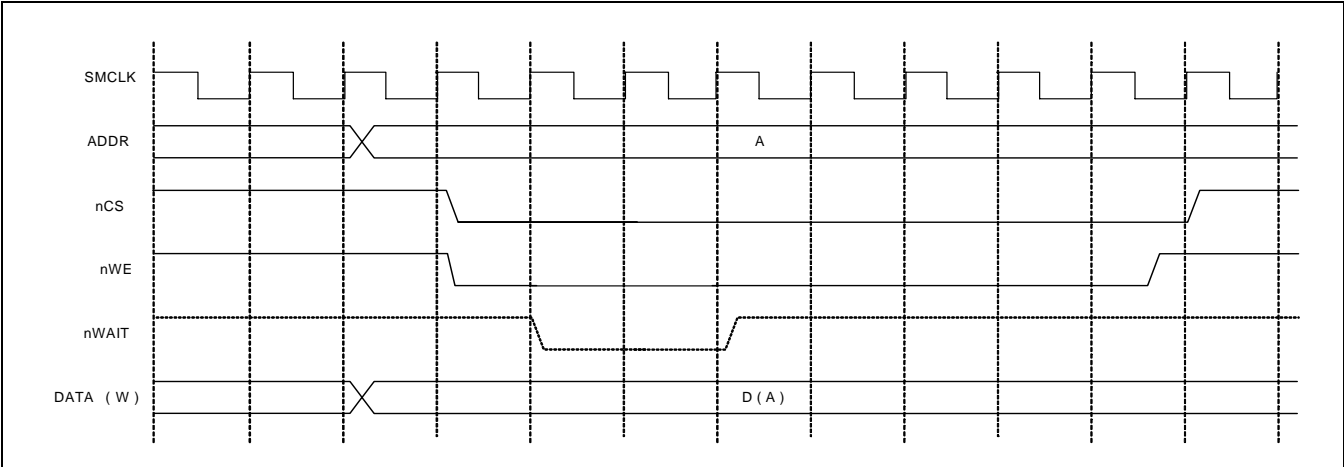 SMCLK
ADDR A
nCS
nWE
nWAIT
DATA (W) D(A)